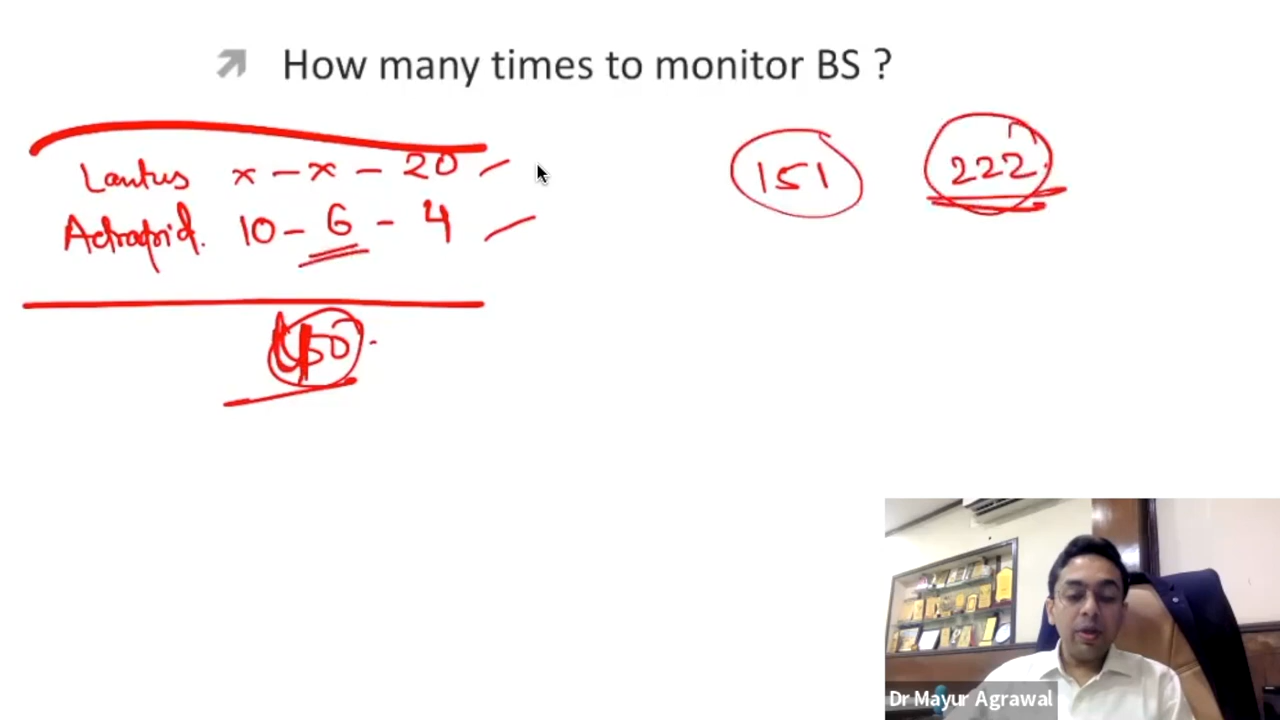 How many times to monitor BS ?
Lantus x - x - 20
Actrapid. 10 - 6 - 4
151
222
Dr Mayur Agrawal